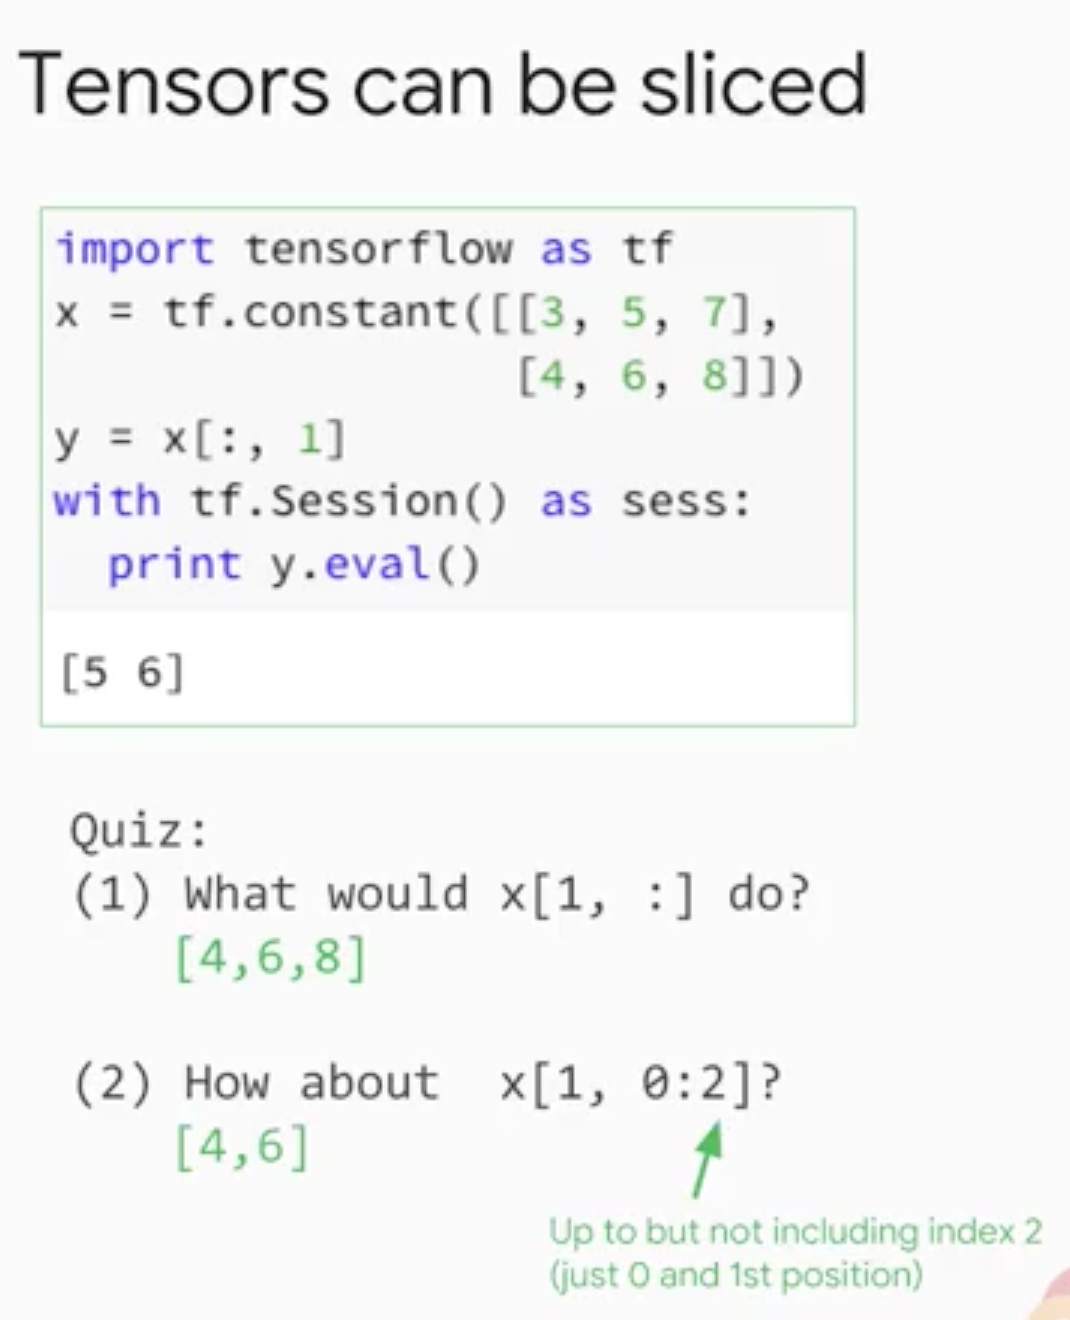 Tensors can be sliced
import tensorflow as tf
x = tf.constant([[3, 5, 7],
[4, 6, 8]])
y = x[:, 1]
with tf.Session() as sess:
print y.eval()
[5 6]
Quiz:
(1) What would x[1, :] do?
[4,6,8]
(2) How about x[1, 0:2]?
[4,6]
Up to but not including index 2
(just 0 and 1st position)